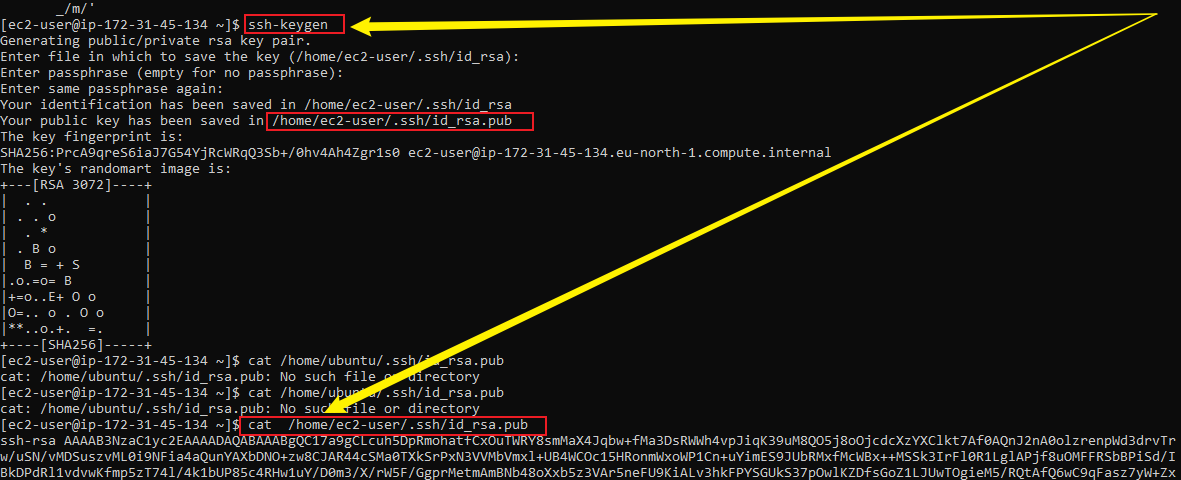 _/m/'
[ec2-user@ip-172-31-45-134 ~]$ ssh-keygen
Generating public/private rsa key pair.
Enter file in which to save the key (/home/ec2-user/.ssh/id_rsa):
Enter passphrase (empty for no passphrase):
Enter same passphrase again:
Your identification has been saved in /home/ec2-user/.ssh/id_rsa
Your public key has been saved in /home/ec2-user/.ssh/id_rsa.pub
The key fingerprint is:
SHA256:PrcA9qreS6iaJ7G54YjRcWRqQ3Sb+/0hv4Ah4Zgr1s0 ec2-user@ip-172-31-45-134.eu-north-1.compute.internal
The key's randomart image is:
+---[RSA 3072]----+
|  . .            |
| . . o           |
|  . *            |
| . B o           |
|  B = + S        |
|.o.=o= B         |
|+=o..E+ O o      |
|O=.. o . O o     |
|**..o.+.  =.     |
+----[SHA256]-----+
[ec2-user@ip-172-31-45-134 ~]$ cat /home/ubuntu/.ssh/id_rsa.pub
cat: /home/ubuntu/.ssh/id_rsa.pub: No such file or directory
[ec2-user@ip-172-31-45-134 ~]$ cat /home/ubuntu/.ssh/id_rsa.pub
cat: /home/ubuntu/.ssh/id_rsa.pub: No such file or directory
[ec2-user@ip-172-31-45-134 ~]$ cat  /home/ec2-user/.ssh/id_rsa.pub
ssh-rsa AAAAB3NzaC1yc2EAAAADAQABAAABgQC17a9gCLcuh5DpRmohatfCxOuTWRY8smMaX4Jqbw+fMa3DsRWWh4vpJiqK39uM8QO5j8oOjcdcXzYXClkt7Af0AQnJ2nA0olzrenpWd3drvTr
w/uSN/vMDSuszvML0i9NFia4aQunYAXbDNO+zw8CJAR44cSMa0TXkSrPxN3VVMbVmxl+UB4WCOc15HRonmWxoWP1Cn+uYimES9JUbRMxfMcWBx++MSSk3IrFl0R1LglAPjf8uOMFFRSbBPiSd/I
BkDPdRl1vdvwKfmp5zT74l/4k1bUP85c4RHw1uY/D0m3/X/rW5F/GgprMetmAmBNb48oXxb5z3VAr5neFU9KiALv3hkFPYSGUkS37pOwlKZDfsGoZ1LJUwTOgieM5/RQtAfQ6wC9qFasz7yW+Zx